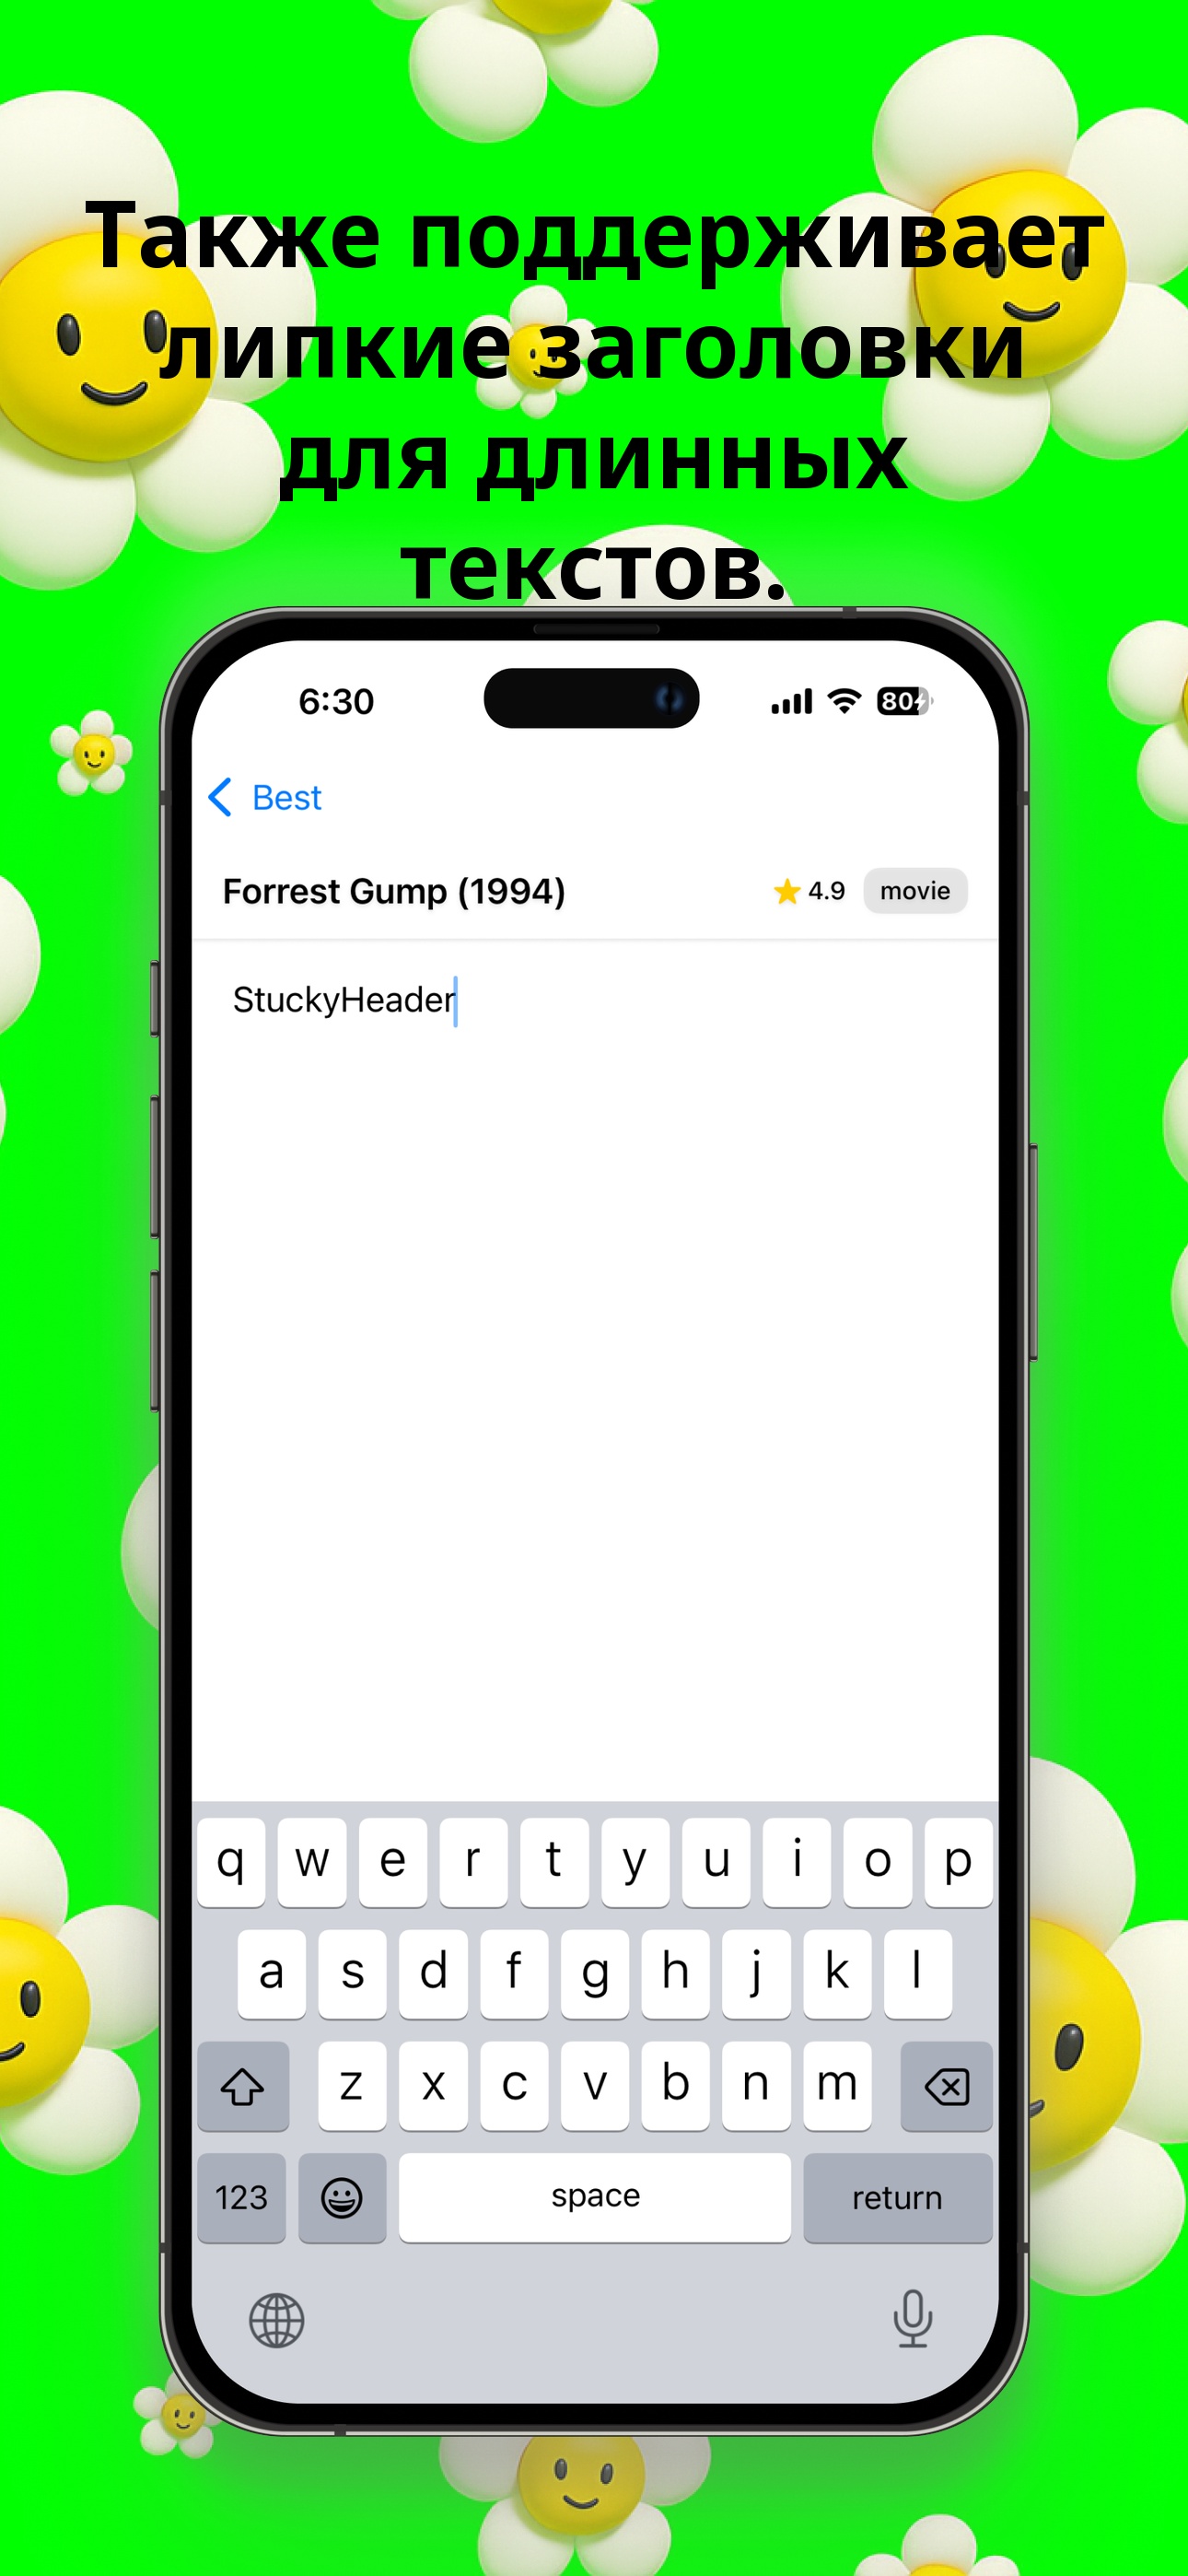 Также поддерживает
липкие заголовки
для длинных
текстов.
6:30
80
Best
Forrest Gump (1994)
4.9
movie
StuckyHeader
q w e r t y u i o p
a s d f g h j k l
z x c v b n m
123 space return